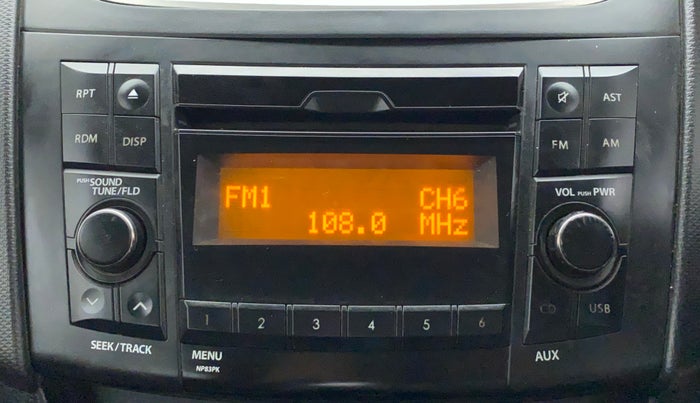 RPT
AST
RDM DISP
FM AM
PUSH SOUND
TUNE/FLD
VOL PUSH PWR
FM1 CH6
108.0 MHz
CD USB
1 2 3 4 5 6
SEEK/TRACK
MENU
AUX
NP83PK